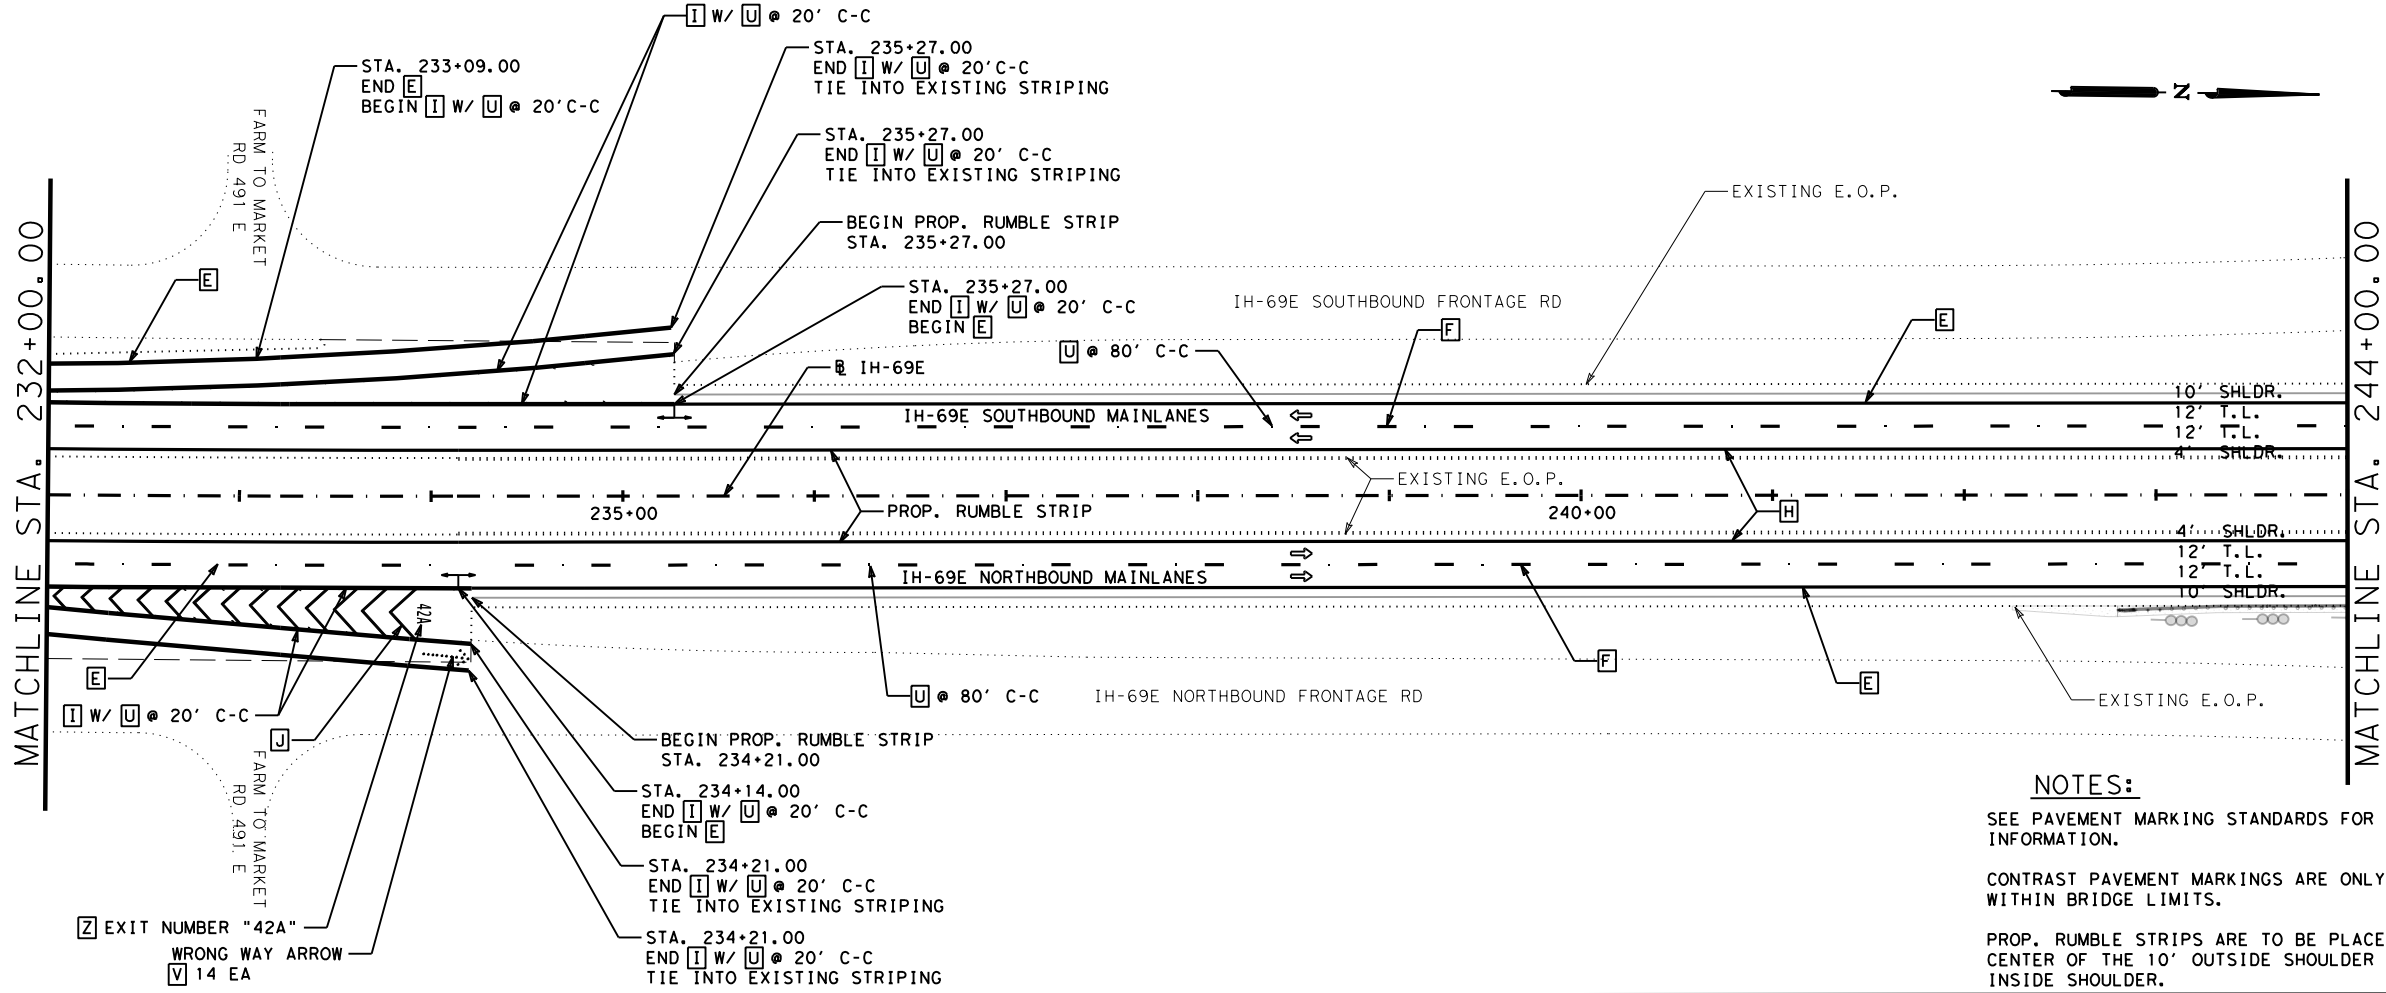 I W/ U @ 20' C-C
STA. 233+09.00
END E
BEGIN I W/ U @ 20'C-C
STA. 235+27.00
END I W/ U @ 20'C-C
TIE INTO EXISTING STRIPING
STA. 235+27.00
END I W/ U @ 20' C-C
TIE INTO EXISTING STRIPING
BEGIN PROP. RUMBLE STRIP
STA. 235+27.00
STA. 235+27.00
END I W/ U @ 20' C-C
BEGIN E
N
FARM TO MARKET
RD 491 E
E
EXISTING E.O.P.
IH-69E SOUTHBOUND FRONTAGE RD
F
E
U @ 80' C-C
B IH-69E
MATCHLINE STA. 232+00.00
MATCHLINE STA. 244+00.00
IH-69E SOUTHBOUND MAINLANES
10' SHLDR.
12' T.L.
12' T.L.
4' SHLDR.
EXISTING E.O.P.
235+00
PROP. RUMBLE STRIP
240+00
H
4' SHLDR.
12' T.L.
12' T.L.
10' SHLDR.
IH-69E NORTHBOUND MAINLANES
42A
E
F
E
U @ 80' C-C
IH-69E NORTHBOUND FRONTAGE RD
EXISTING E.O.P.
I W/ U @ 20' C-C
J
FARM TO MARKET
RD 491 E
BEGIN PROP. RUMBLE STRIP
STA. 234+21.00
STA. 234+14.00
END I W/ U @ 20' C-C
BEGIN E
STA. 234+21.00
END I W/ U @ 20' C-C
TIE INTO EXISTING STRIPING
STA. 234+21.00
END I W/ U @ 20' C-C
TIE INTO EXISTING STRIPING
Z EXIT NUMBER "42A"
WRONG WAY ARROW
V 14 EA
NOTES:
SEE PAVEMENT MARKING STANDARDS FOR
INFORMATION.
CONTRAST PAVEMENT MARKINGS ARE ONLY
WITHIN BRIDGE LIMITS.
PROP. RUMBLE STRIPS ARE TO BE PLACE
CENTER OF THE 10' OUTSIDE SHOULDER
INSIDE SHOULDER.